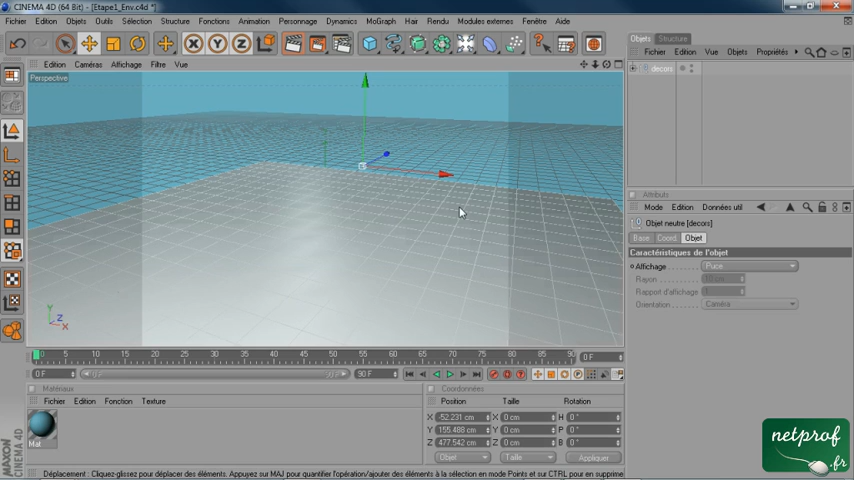 CINEMA 4D (64 Bit) - [Etape1_Env.c4d *]
Fichier Edition Objets Outils Sélection Structure Fonctions Animation Personnages Dynamics MoGraph Hair Rendu Modules externes Fenêtre Aide
X Y Z
Edition Caméras Affichage Filtre Vue
Perspective
Y
Z
X
0 5 10 15 20 25 30 35 40 45 50 55 60 65 70 75 80 85 90 0 F
0 F 0 F 90 F 90 F
Matériaux
Fichier Edition Fonction Texture
Mat
Coordonnées
Position Taille Rotation
X -52.231 cm X 0 cm H 0 °
Y 155.488 cm Y 0 cm P 0 °
Z 477.542 cm Z 0 cm B 0 °
Objet Taille Appliquer
Objets Structure
Fichier Edition Vue Objets Propriétés
decors
Attributs
Mode Edition Données util
Objet neutre [decors]
Base Coord. Objet
Caractéristiques de l'objet
Affichage Puce
Rayon
Rapport d'affichage 1
Orientation Caméra
netprof
.fr
MAXON
CINEMA 4D
Déplacement : Cliquez-glissez pour déplacer des éléments. Appuyez sur MAJ pour quantifier l'opération/ajouter des éléments à la sélection en mode Points et sur CTRL pour en supprime